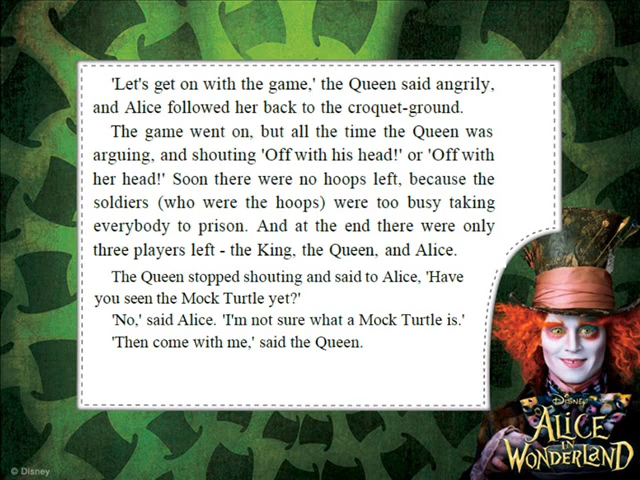 'Let's get on with the game,' the Queen said angrily,
and Alice followed her back to the croquet-ground.
The game went on, but all the time the Queen was
arguing, and shouting 'Off with his head!' or 'Off with
her head!' Soon there were no hoops left, because the
soldiers (who were the hoops) were too busy taking
everybody to prison. And at the end there were only
three players left - the King, the Queen, and Alice.
The Queen stopped shouting and said to Alice, 'Have
you seen the Mock Turtle yet?'
'No,' said Alice. 'I'm not sure what a Mock Turtle is.'
'Then come with me,' said the Queen.
DISNEY
ALICE
IN
WONDERLAND
© Disney